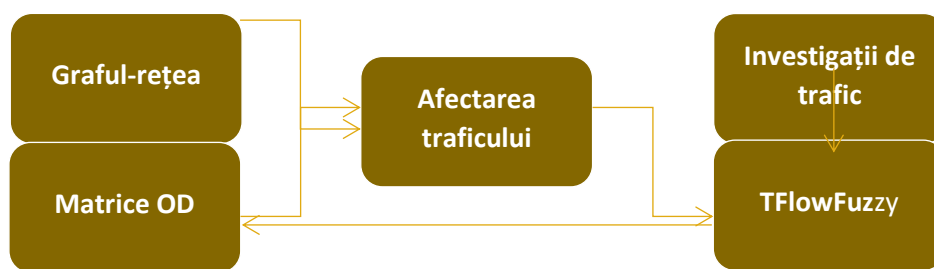 Graful-rețea
Matrice OD
Afectarea
traficului
Investigații de
trafic
TFlowFuzzy